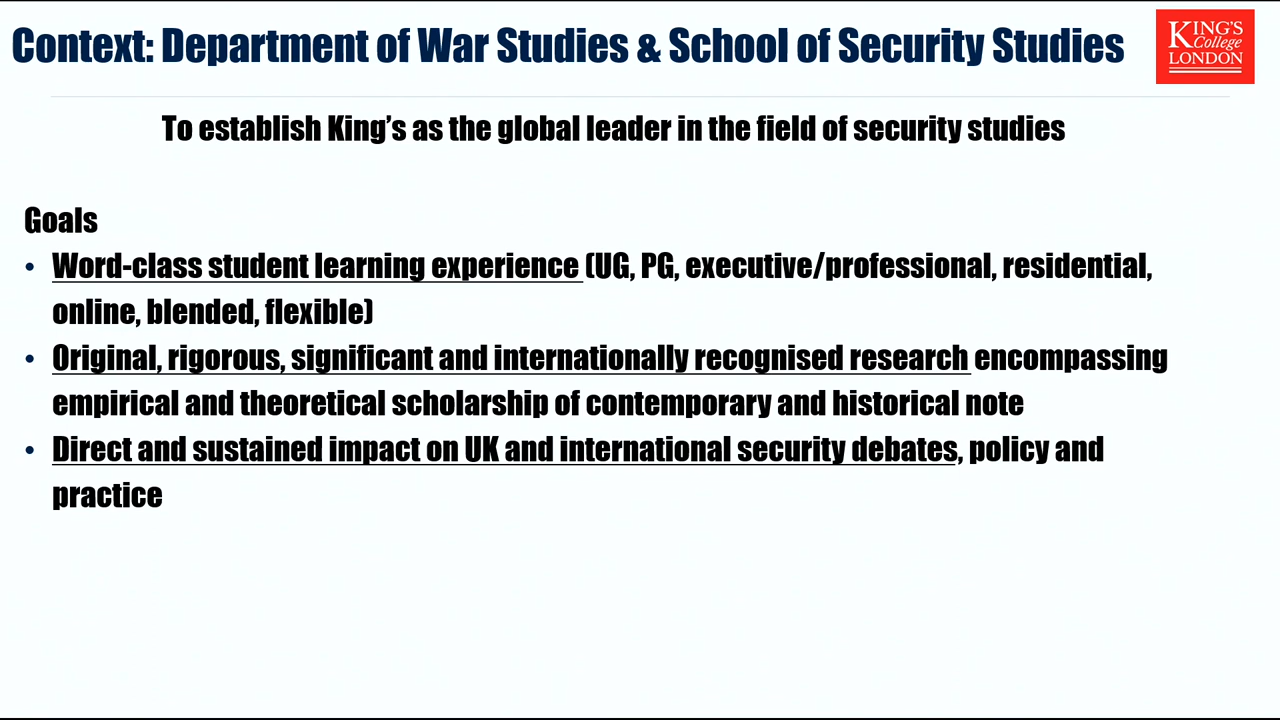 Context: Department of War Studies & School of Security Studies
KING'S
College
LONDON
To establish King’s as the global leader in the field of security studies
Goals
• Word-class student learning experience (UG, PG, executive/professional, residential,
online, blended, flexible)
• Original, rigorous, significant and internationally recognised research encompassing
empirical and theoretical scholarship of contemporary and historical note
• Direct and sustained impact on UK and international security debates, policy and
practice